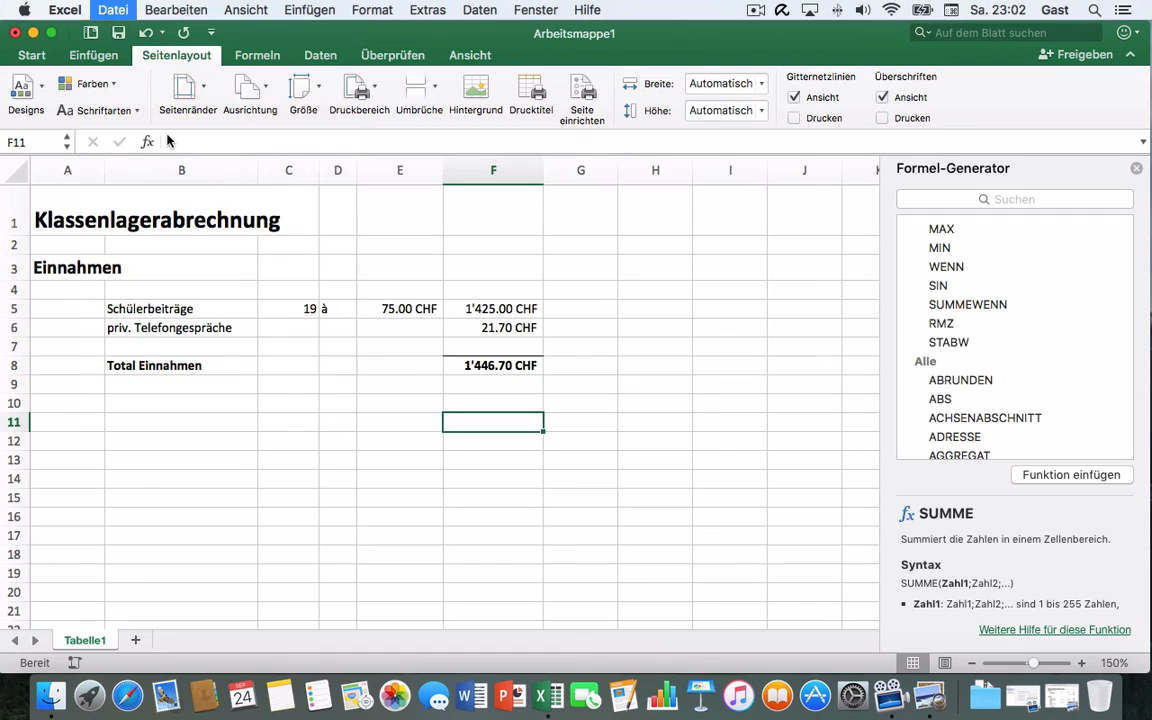 Excel Datei Bearbeiten Ansicht Einfügen Format Extras Daten Fenster Hilfe Sa. 23:02 Gast
Arbeitsmappe1 Auf dem Blatt suchen
Start Einfügen Seitenlayout Formeln Daten Überprüfen Ansicht Freigeben
Aa Farben Breite: Automatisch Gitternetzlinien Überschriften
Ansicht Ansicht
Designs Aa Schriftarten Seitenränder Ausrichtung Größe Druckbereich Umbrüche Hintergrund Drucktitel Seite einrichten Höhe: Automatisch Drucken Drucken
F11 fx
A B C D E F G H I J K
Formel-Generator
Suchen
1 Klassenlagerabrechnung
2
3 Einnahmen
4
5 Schülerbeiträge 19 à 75.00 CHF 1'425.00 CHF
6 priv. Telefongespräche 21.70 CHF
7
8 Total Einnahmen 1'446.70 CHF
9
10
11
12
13
14
15
16
17
18
19
20
21
MAX
MIN
WENN
SIN
SUMMEWENN
RMZ
STABW
Alle
ABRUNDEN
ABS
ACHSENABSCHNITT
ADRESSE
AGGREGAT
Funktion einfügen
fx SUMME
Summiert die Zahlen in einem Zellenbereich.
Syntax
SUMME(Zahl1;Zahl2;...)
Zahl1: Zahl1;Zahl2;... sind 1 bis 255 Zahlen,
Weitere Hilfe für diese Funktion
Tabelle1
Bereit 150%
SEP 24